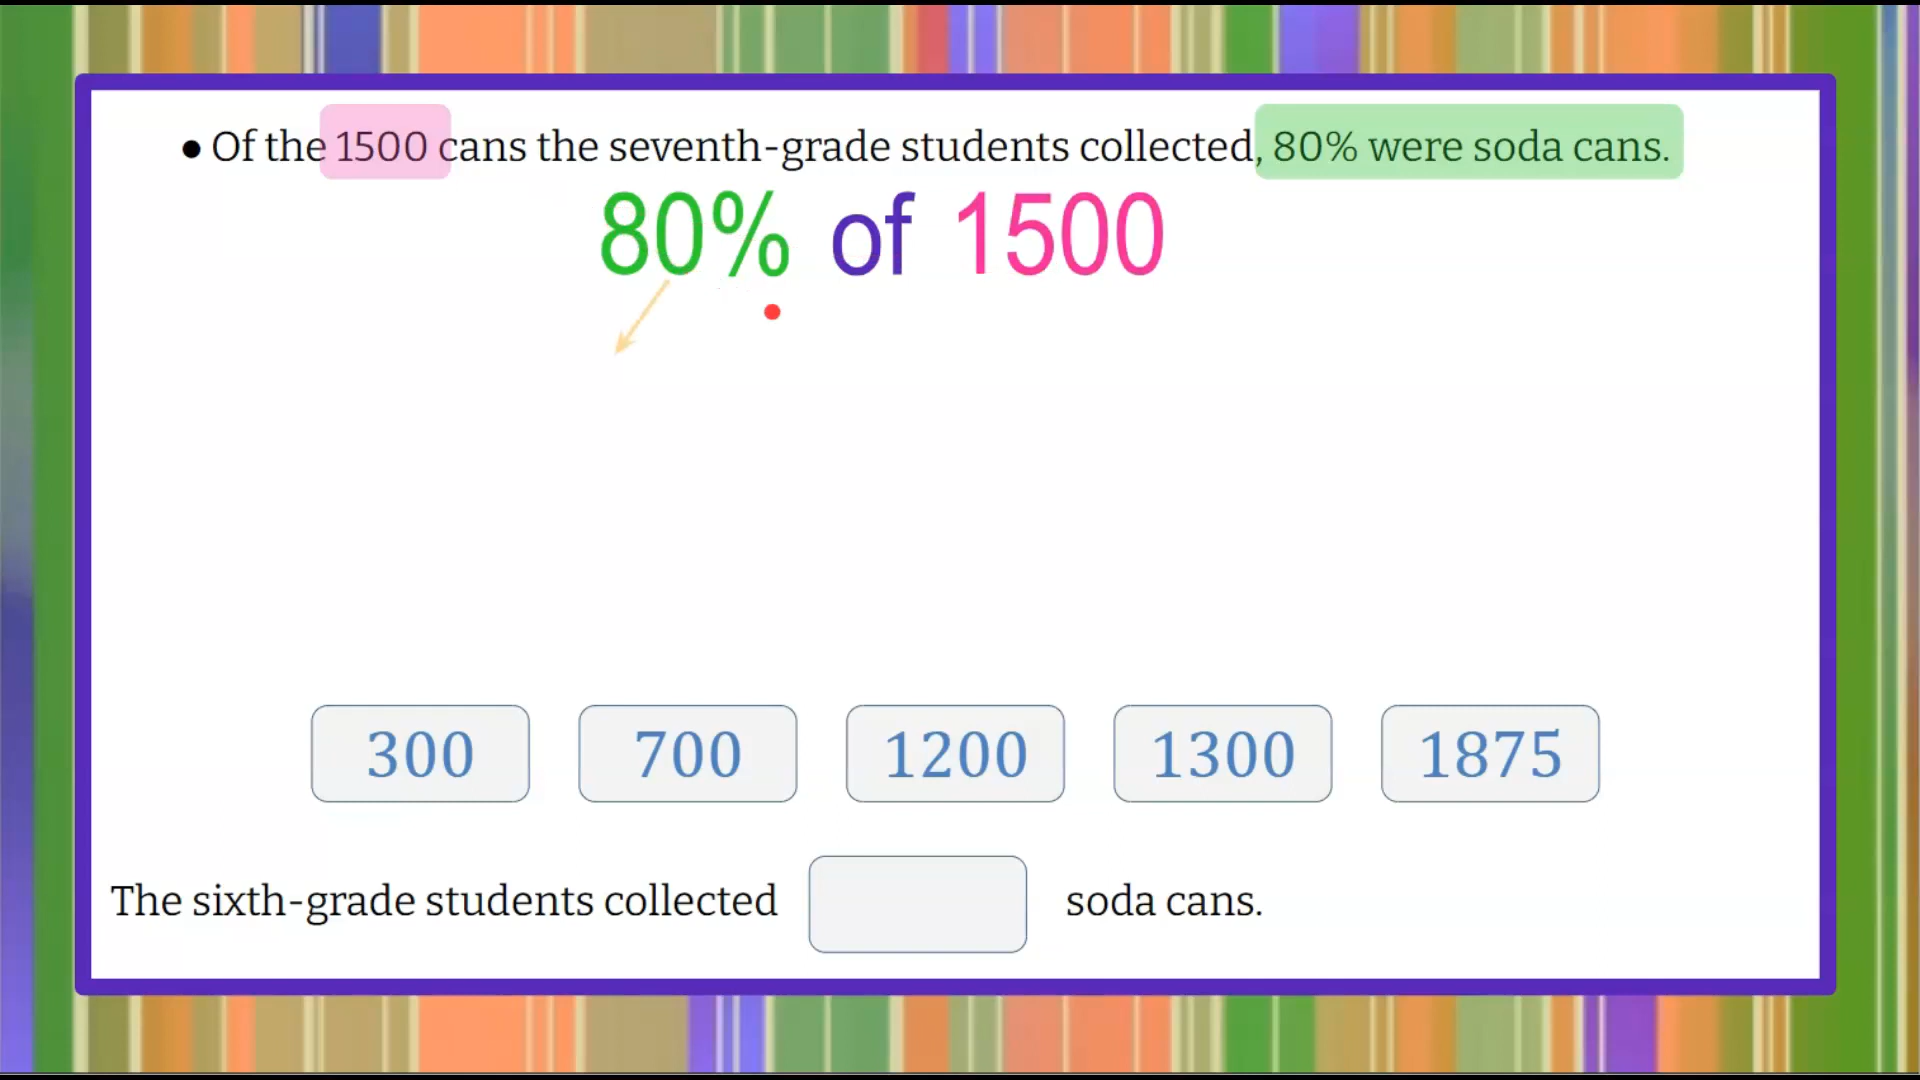 ● Of the 1500 cans the seventh-grade students collected, 80% were soda cans.
80% of 1500
300 700 1200 1300 1875
The sixth-grade students collected soda cans.